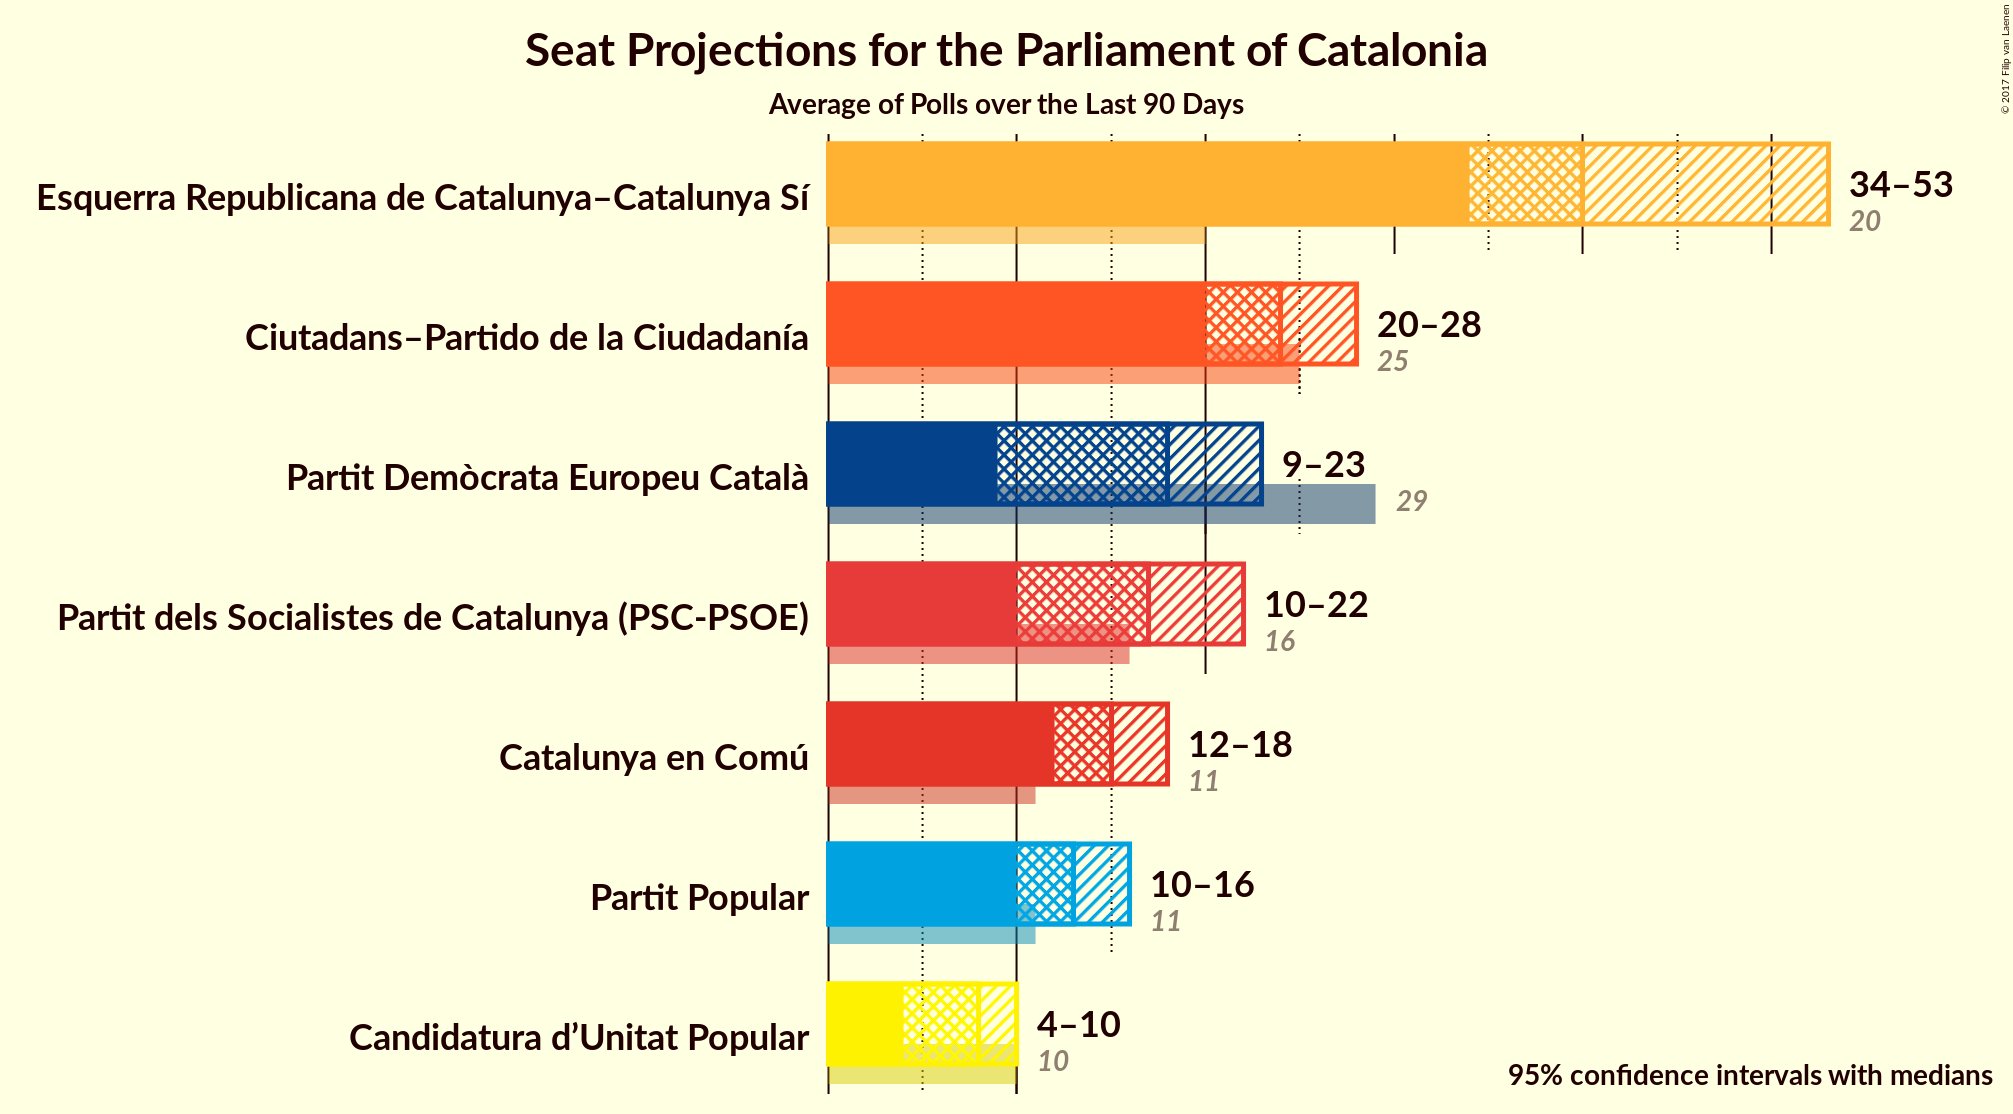 Seat Projections for the Parliament of Catalonia
Average of Polls over the Last 90 Days
© 2017 Filip van Laenen
Esquerra Republicana de Catalunya–Catalunya Sí
34–53
20
Ciutadans–Partido de la Ciudadanía
20–28
25
Partit Demòcrata Europeu Català
9–23
29
Partit dels Socialistes de Catalunya (PSC-PSOE)
10–22
16
Catalunya en Comú
12–18
11
Partit Popular
10–16
11
Candidatura d’Unitat Popular
4–10
10
95% confidence intervals with medians